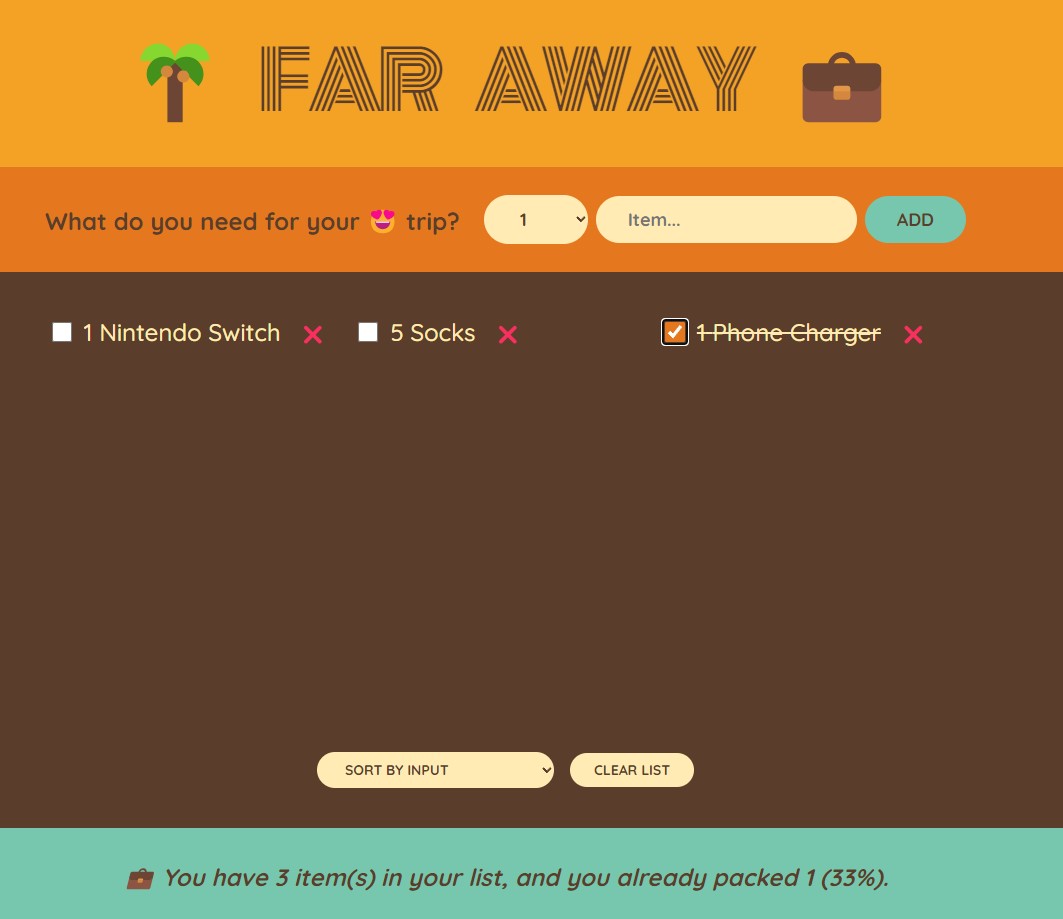 FAR AWAY
What do you need for your 😍 trip?
1
Item...
ADD
1 Nintendo Switch ❌
5 Socks ❌
1 Phone Charger ❌
SORT BY INPUT
CLEAR LIST
💼 You have 3 item(s) in your list, and you already packed 1 (33%).